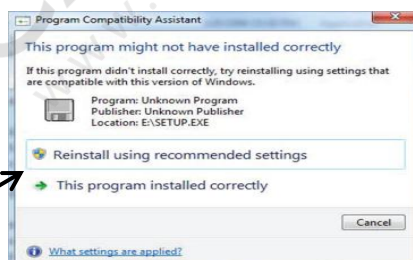 Program Compatibility Assistant
This program might not have installed correctly
If this program didn't install correctly, try reinstalling using settings that
are compatible with this version of Windows.
Program: Unknown Program
Publisher: Unknown Publisher
Location: E:\SETUP.EXE
Reinstall using recommended settings
This program installed correctly
Cancel
What settings are applied?